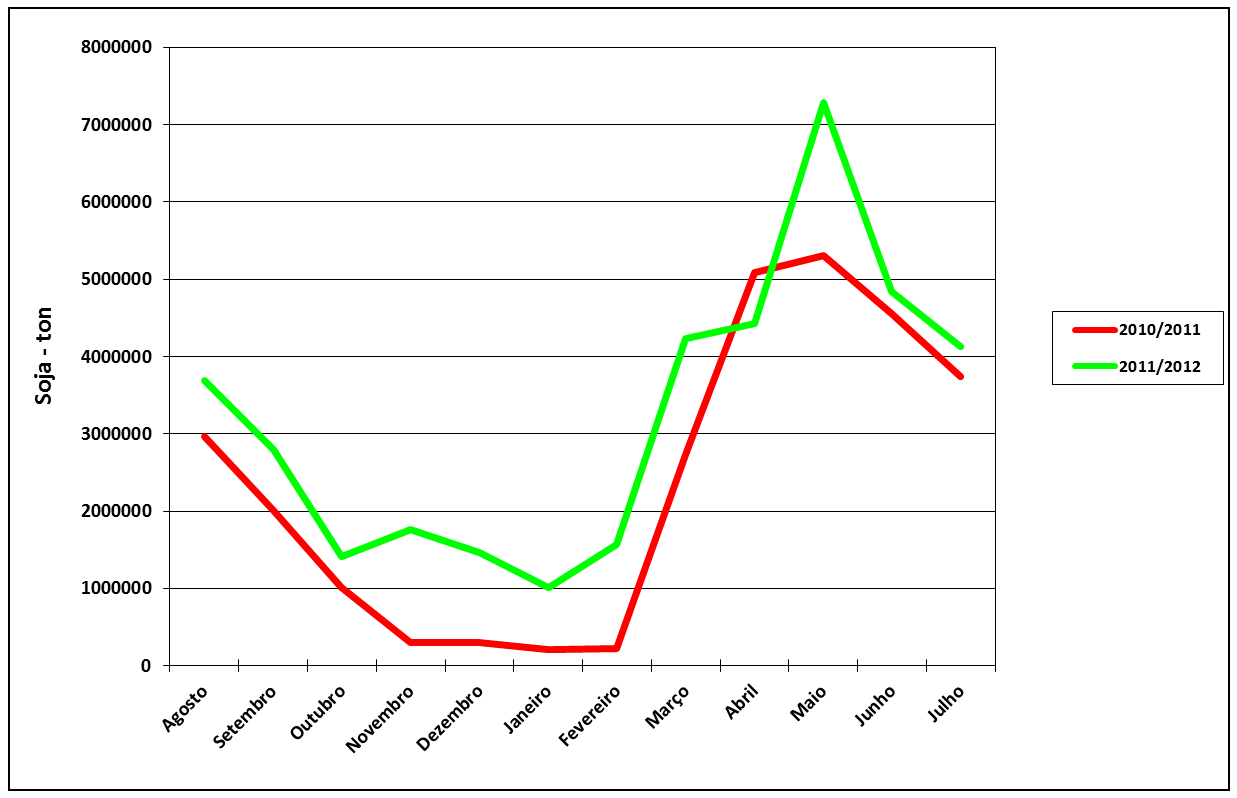 8000000
7000000
6000000
5000000
4000000
3000000
2000000
1000000
0
Soja - ton
Agosto
Setembro
Outubro
Novembro
Dezembro
Janeiro
Fevereiro
Março
Abril
Maio
Junho
Julho
2010/2011
2011/2012